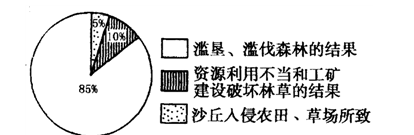 5%
10%
85%
滥垦、滥伐森林的结果
资源利用不当和工矿
建设破坏林草的结果
沙丘入侵农田、草场所致